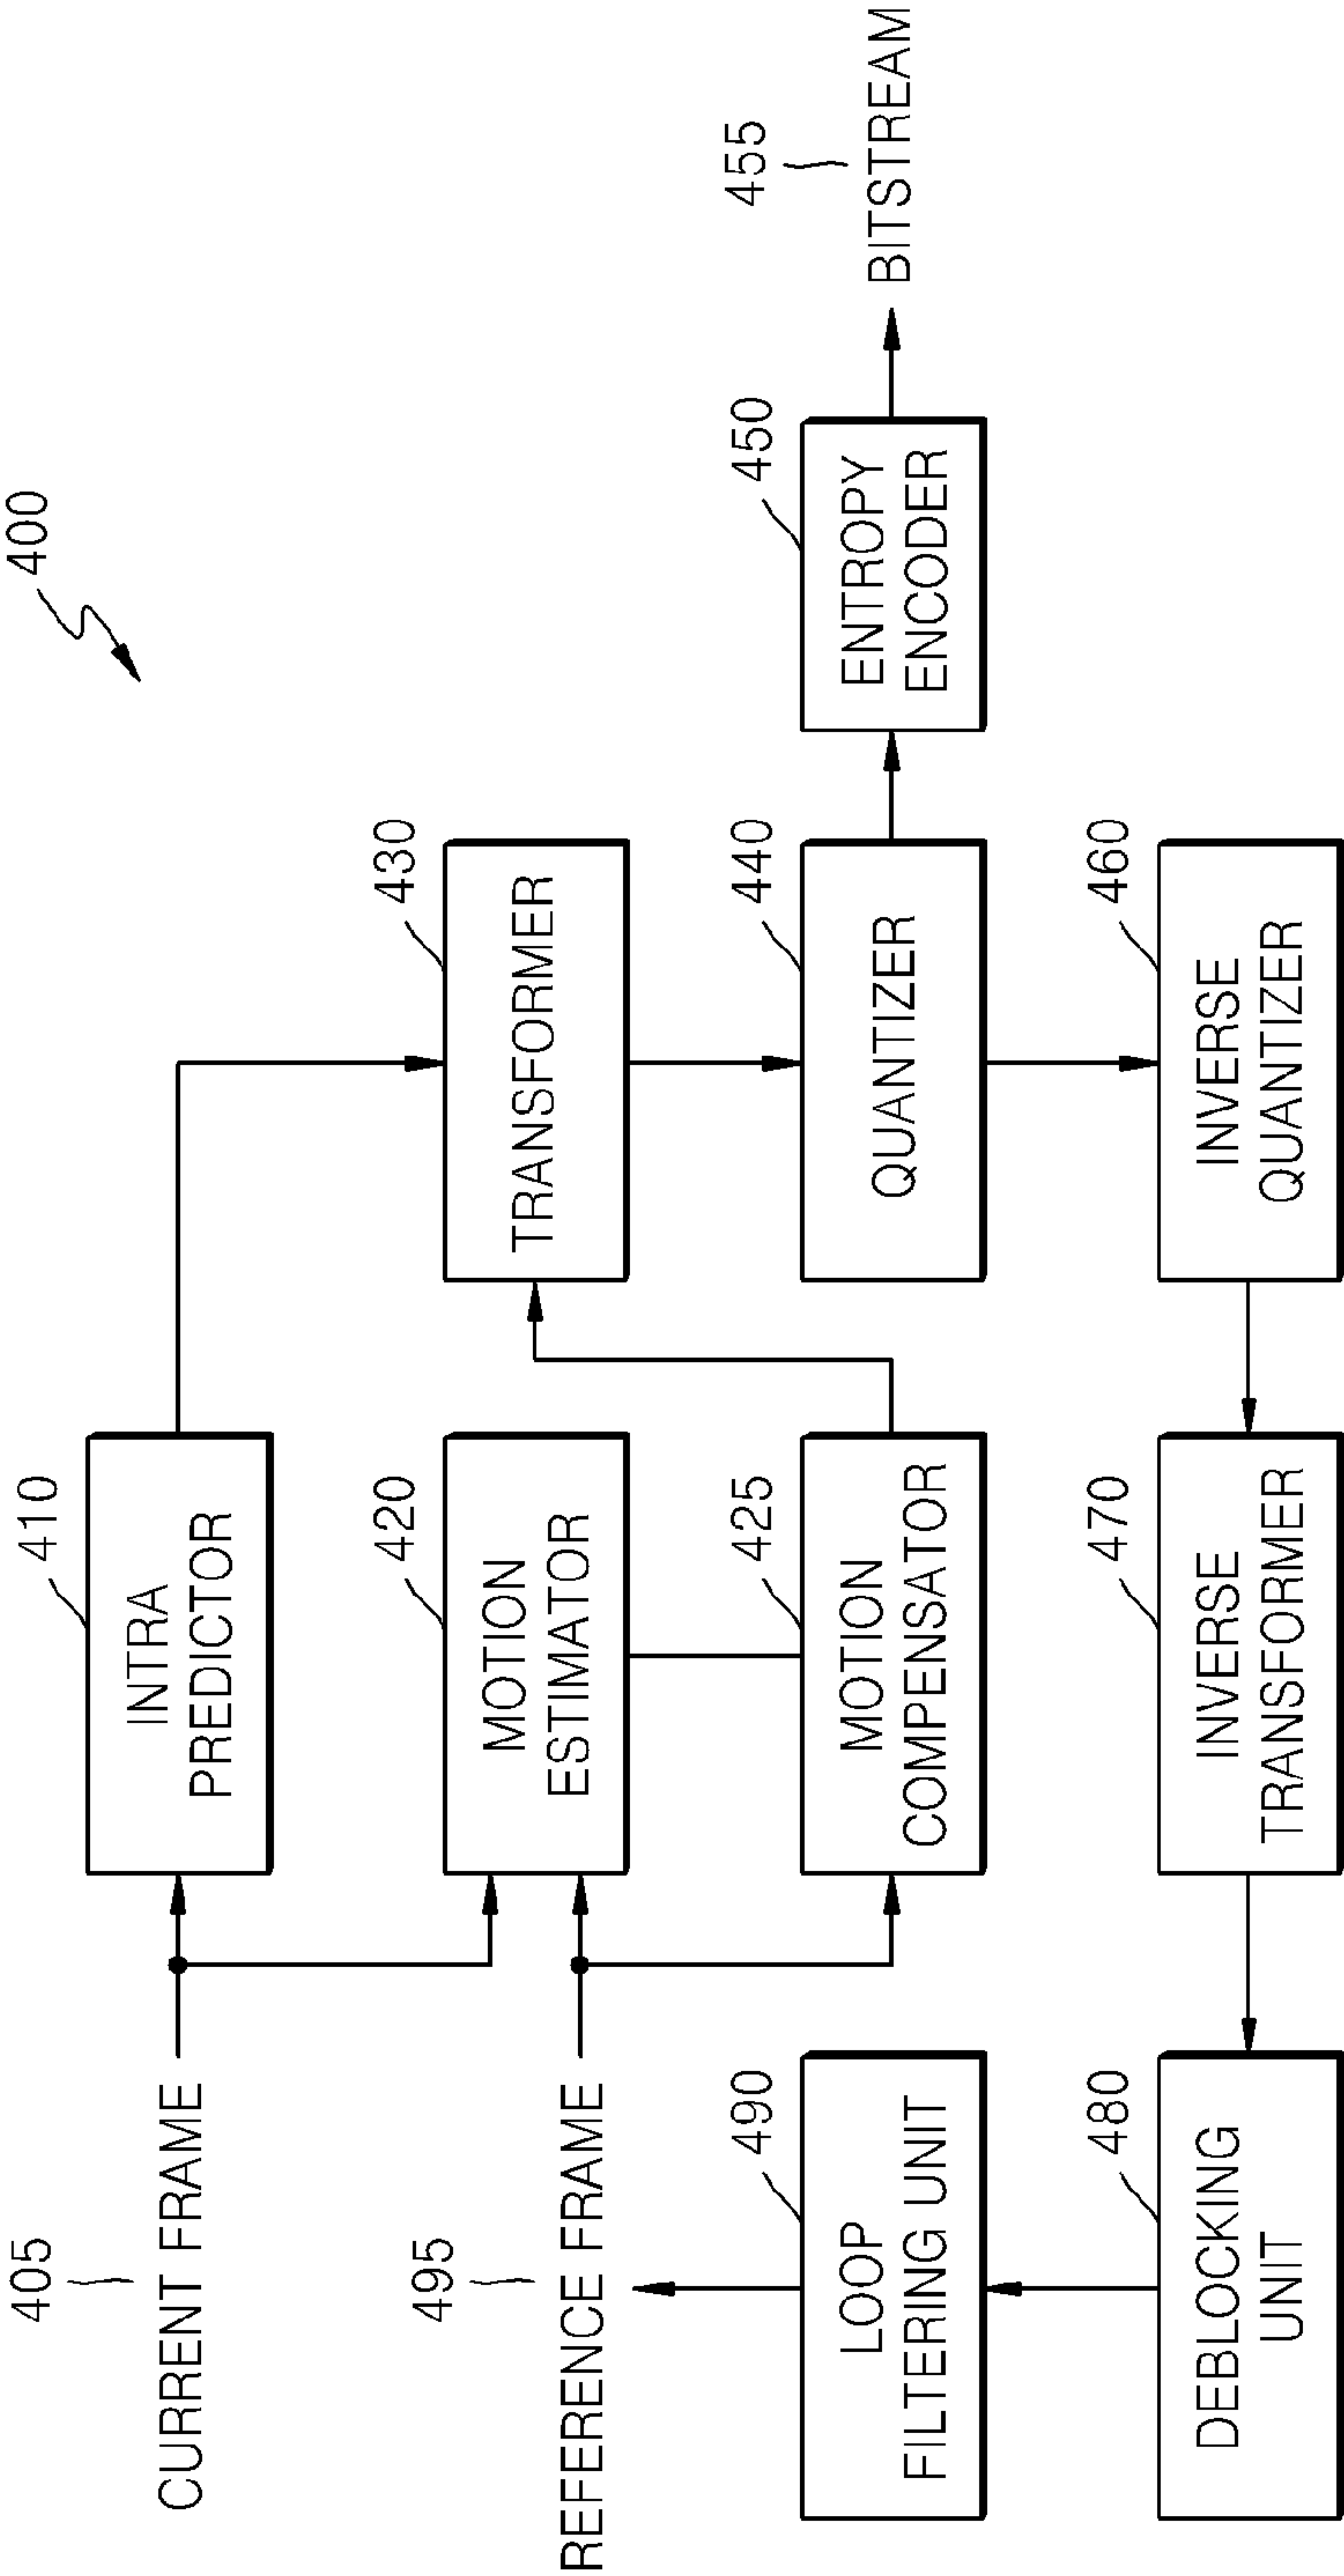 400
405
CURRENT FRAME
410
INTRA
PREDICTOR
495
REFERENCE FRAME
420
MOTION
ESTIMATOR
430
TRANSFORMER
490
LOOP
FILTERING UNIT
425
MOTION
COMPENSATOR
440
QUANTIZER
450
ENTROPY
ENCODER
455
BITSTREAM
480
DEBLOCKING
UNIT
470
INVERSE
TRANSFORMER
460
INVERSE
QUANTIZER